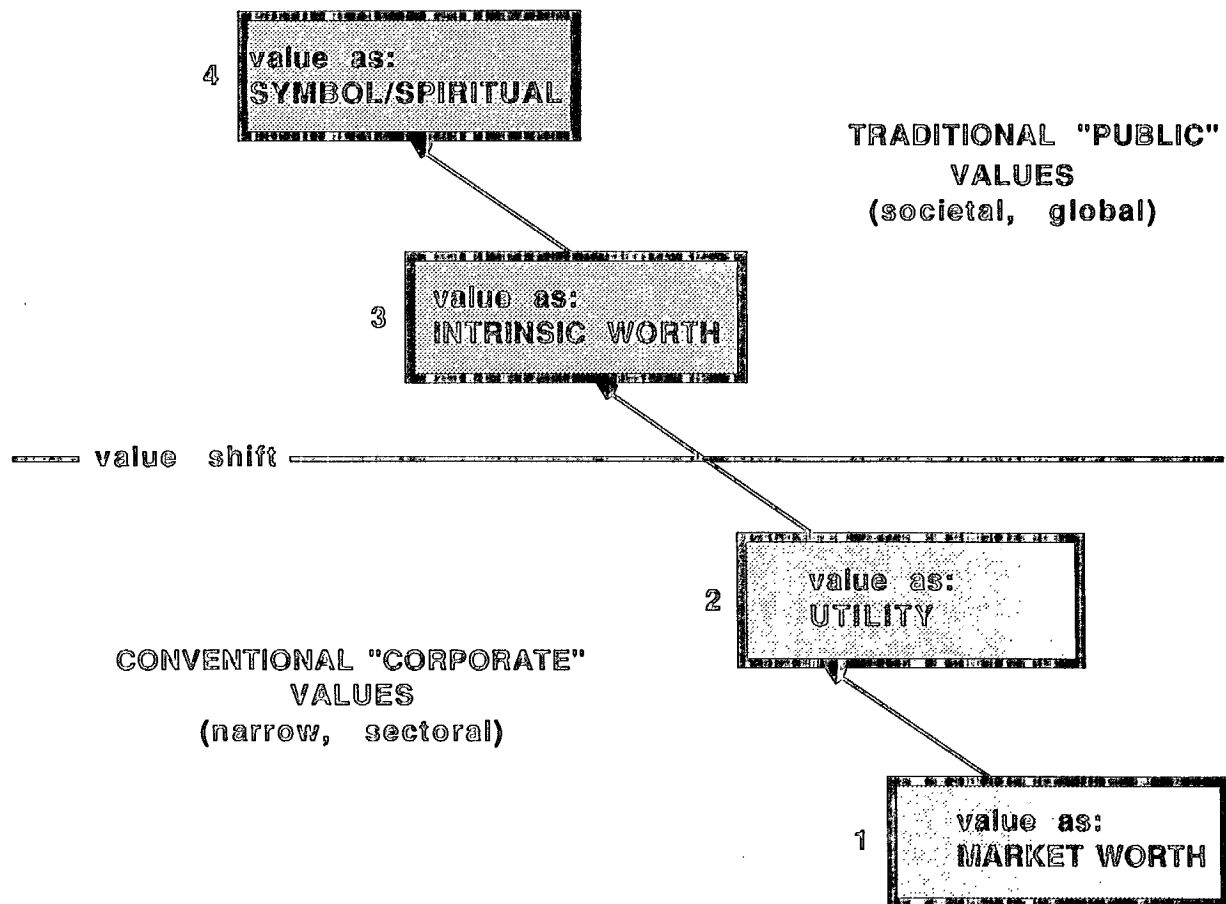 4
value as:
SYMBOL/SPIRITUAL
TRADITIONAL "PUBLIC"
VALUES
(societal, global)
3
value as:
INTRINSIC WORTH
value shift
2
value as:
UTILITY
CONVENTIONAL "CORPORATE"
VALUES
(narrow, sectoral)
1
value as:
MARKET WORTH